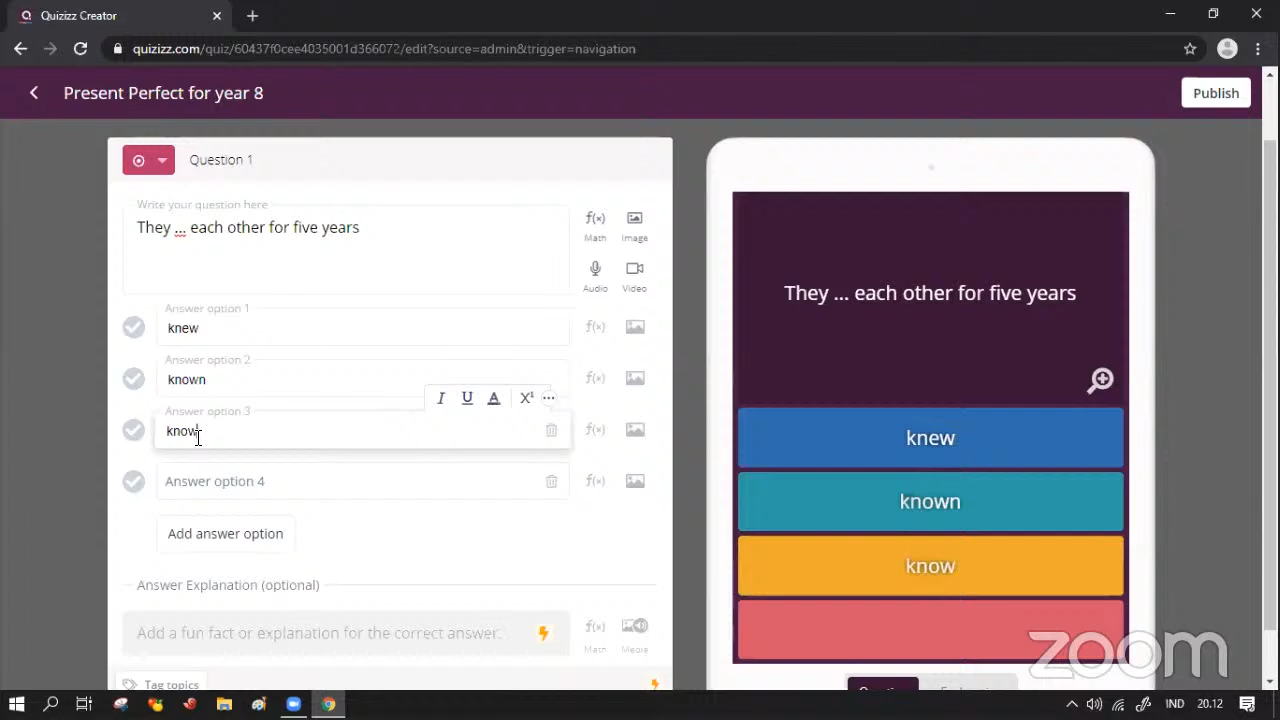 Quizizz Creator
quizizz.com/quiz/60437f0cee4035001d366072/edit?source=admin&trigger=navigation
Present Perfect for year 8
Publish
Question 1
Write your question here
They ... each other for five years
f(x)
Math
Image
Audio
Video
Answer option 1
knew
f(x)
Answer option 2
known
f(x)
I U A X¹ ...
Answer option 3
know
f(x)
Answer option 4
f(x)
Add answer option
Answer Explanation (optional)
Add a fun fact or explanation for the correct answer.
f(x)
Math
Media
Tag topics
They ... each other for five years
knew
known
know
zoom
IND
20.12